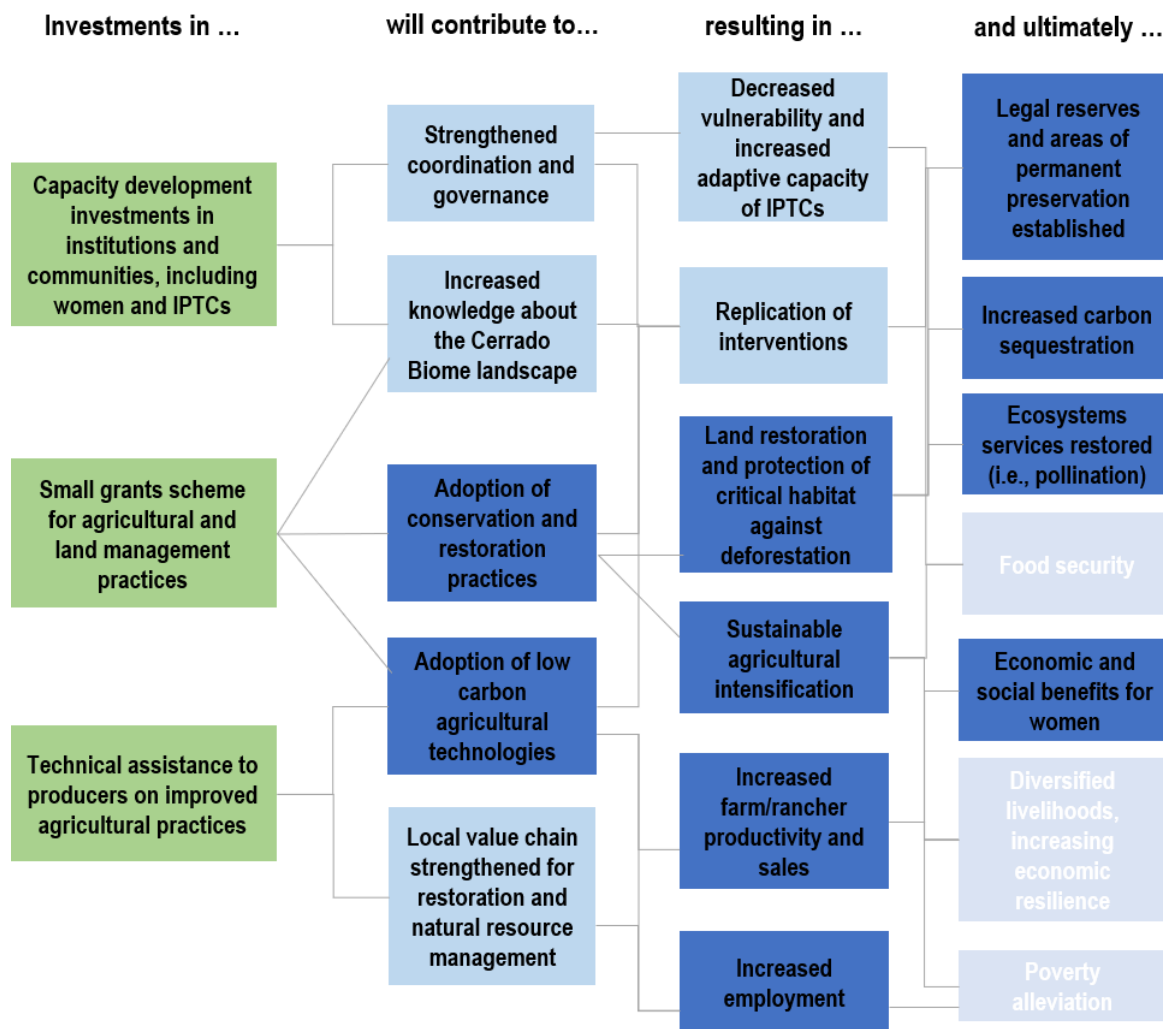 Investments in …
will contribute to…
resulting in …
and ultimately …
Capacity development
investments in
institutions and
communities, including
women and IPTCs
Small grants scheme
for agricultural and
land management
practices
Technical assistance to
producers on improved
agricultural practices
Strengthened
coordination and
governance
Increased
knowledge about
the Cerrado
Biome landscape
Adoption of
conservation and
restoration
practices
Adoption of low
carbon
agricultural
technologies
Local value chain
strengthened for
restoration and
natural resource
management
Decreased
vulnerability and
increased
adaptive capacity
of IPTCs
Replication of
interventions
Land restoration
and protection of
critical habitat
against
deforestation
Sustainable
agricultural
intensification
Increased
farm/rancher
productivity and
sales
Increased
employment
Legal reserves
and areas of
permanent
preservation
established
Increased carbon
sequestration
Ecosystems
services restored
(i.e., pollination)
Food security
Economic and
social benefits for
women
Diversified
livelihoods,
increasing
economic
resilience
Poverty
alleviation